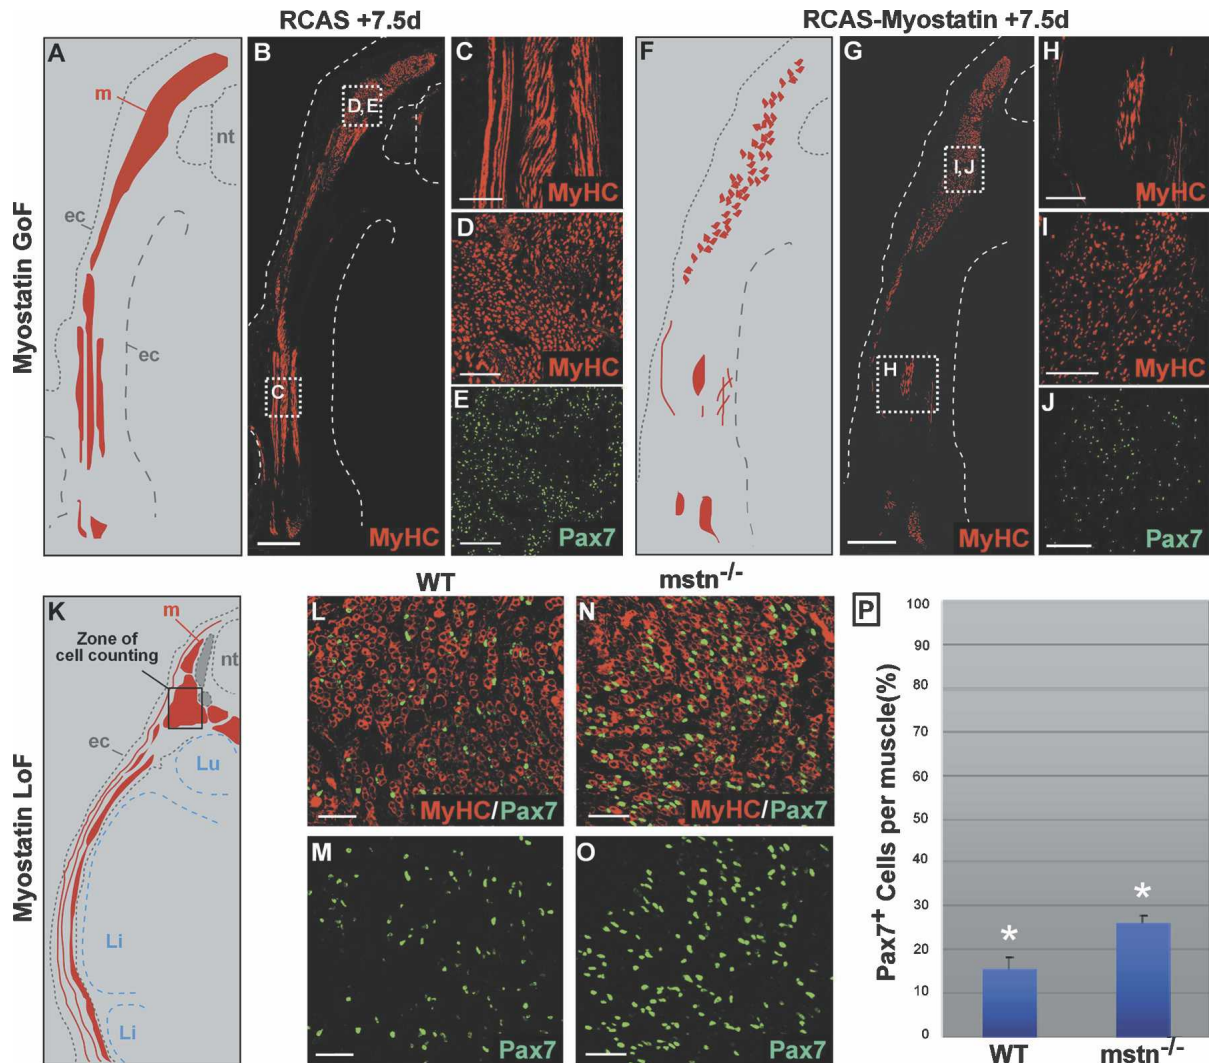 RCAS +7.5d
RCAS-Myostatin +7.5d
Myostatin GoF
A
m
nt
ec
ec
B
D, E
C
MyHC
C
MyHC
D
MyHC
E
Pax7
F
G
I, J
H
MyHC
H
MyHC
I
MyHC
J
Pax7
Myostatin LoF
WT
mstn-/-
K
m
Zone of
cell counting
nt
ec
Lu
Li
Li
L
MyHC/Pax7
N
MyHC/Pax7
M
Pax7
O
Pax7
P
Pax7+ Cells per muscle(%)
100
90
80
70
60
50
40
30
20
10
0
*
*
WT
mstn-/-